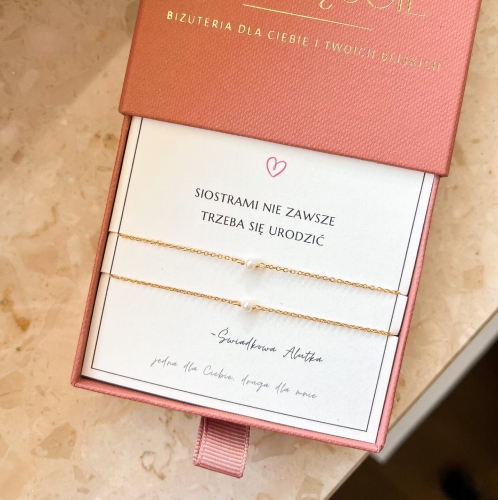 BIŻUTERIA DLA CIEBIE I TWOICH BLISKICH
SIOSTRAMI NIE ZAWSZE
TRZEBA SIĘ URODZIĆ
-Świadkowa Alutka
jedna dla Ciebie, druga dla mnie